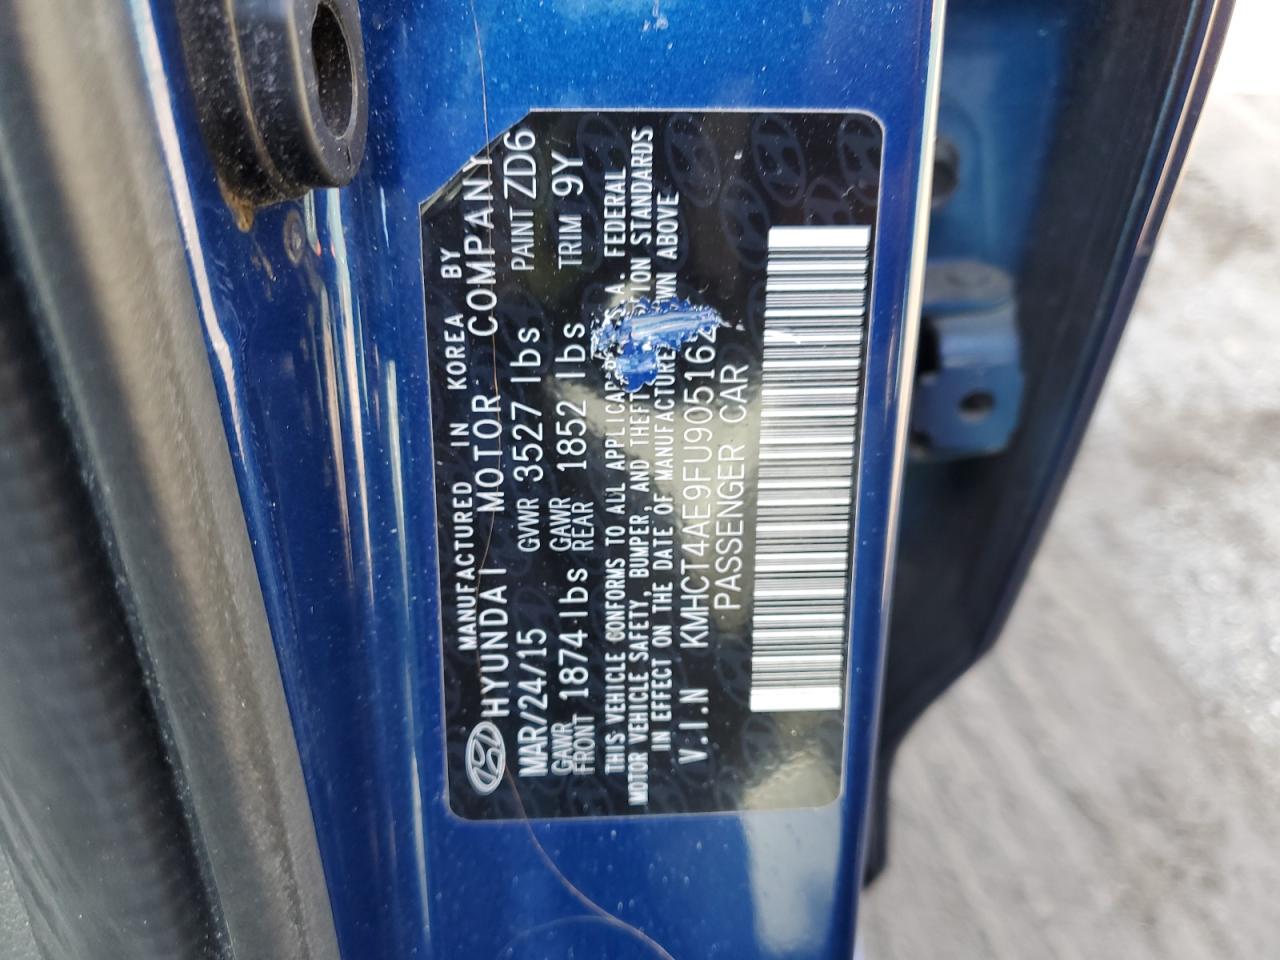 MANUFACTURED IN KOREA BY
HYUNDAI MOTOR COMPANY
MAR/24/15 GVWR 3527 lbs PAINT ZD6
GAWR FRONT 1874 lbs GAWR REAR 1852 lbs TRIM 9Y
THIS VEHICLE CONFORMS TO ALL A. FEDERAL
MOTOR VEHICLE SAFETY, BUMPER, AND THEFT STANDARDS
IN EFFECT ON THE DATE OF MANUFACTURE ABOVE
V.I.N KMHCT4AE9FU905162
PASSENGER CAR